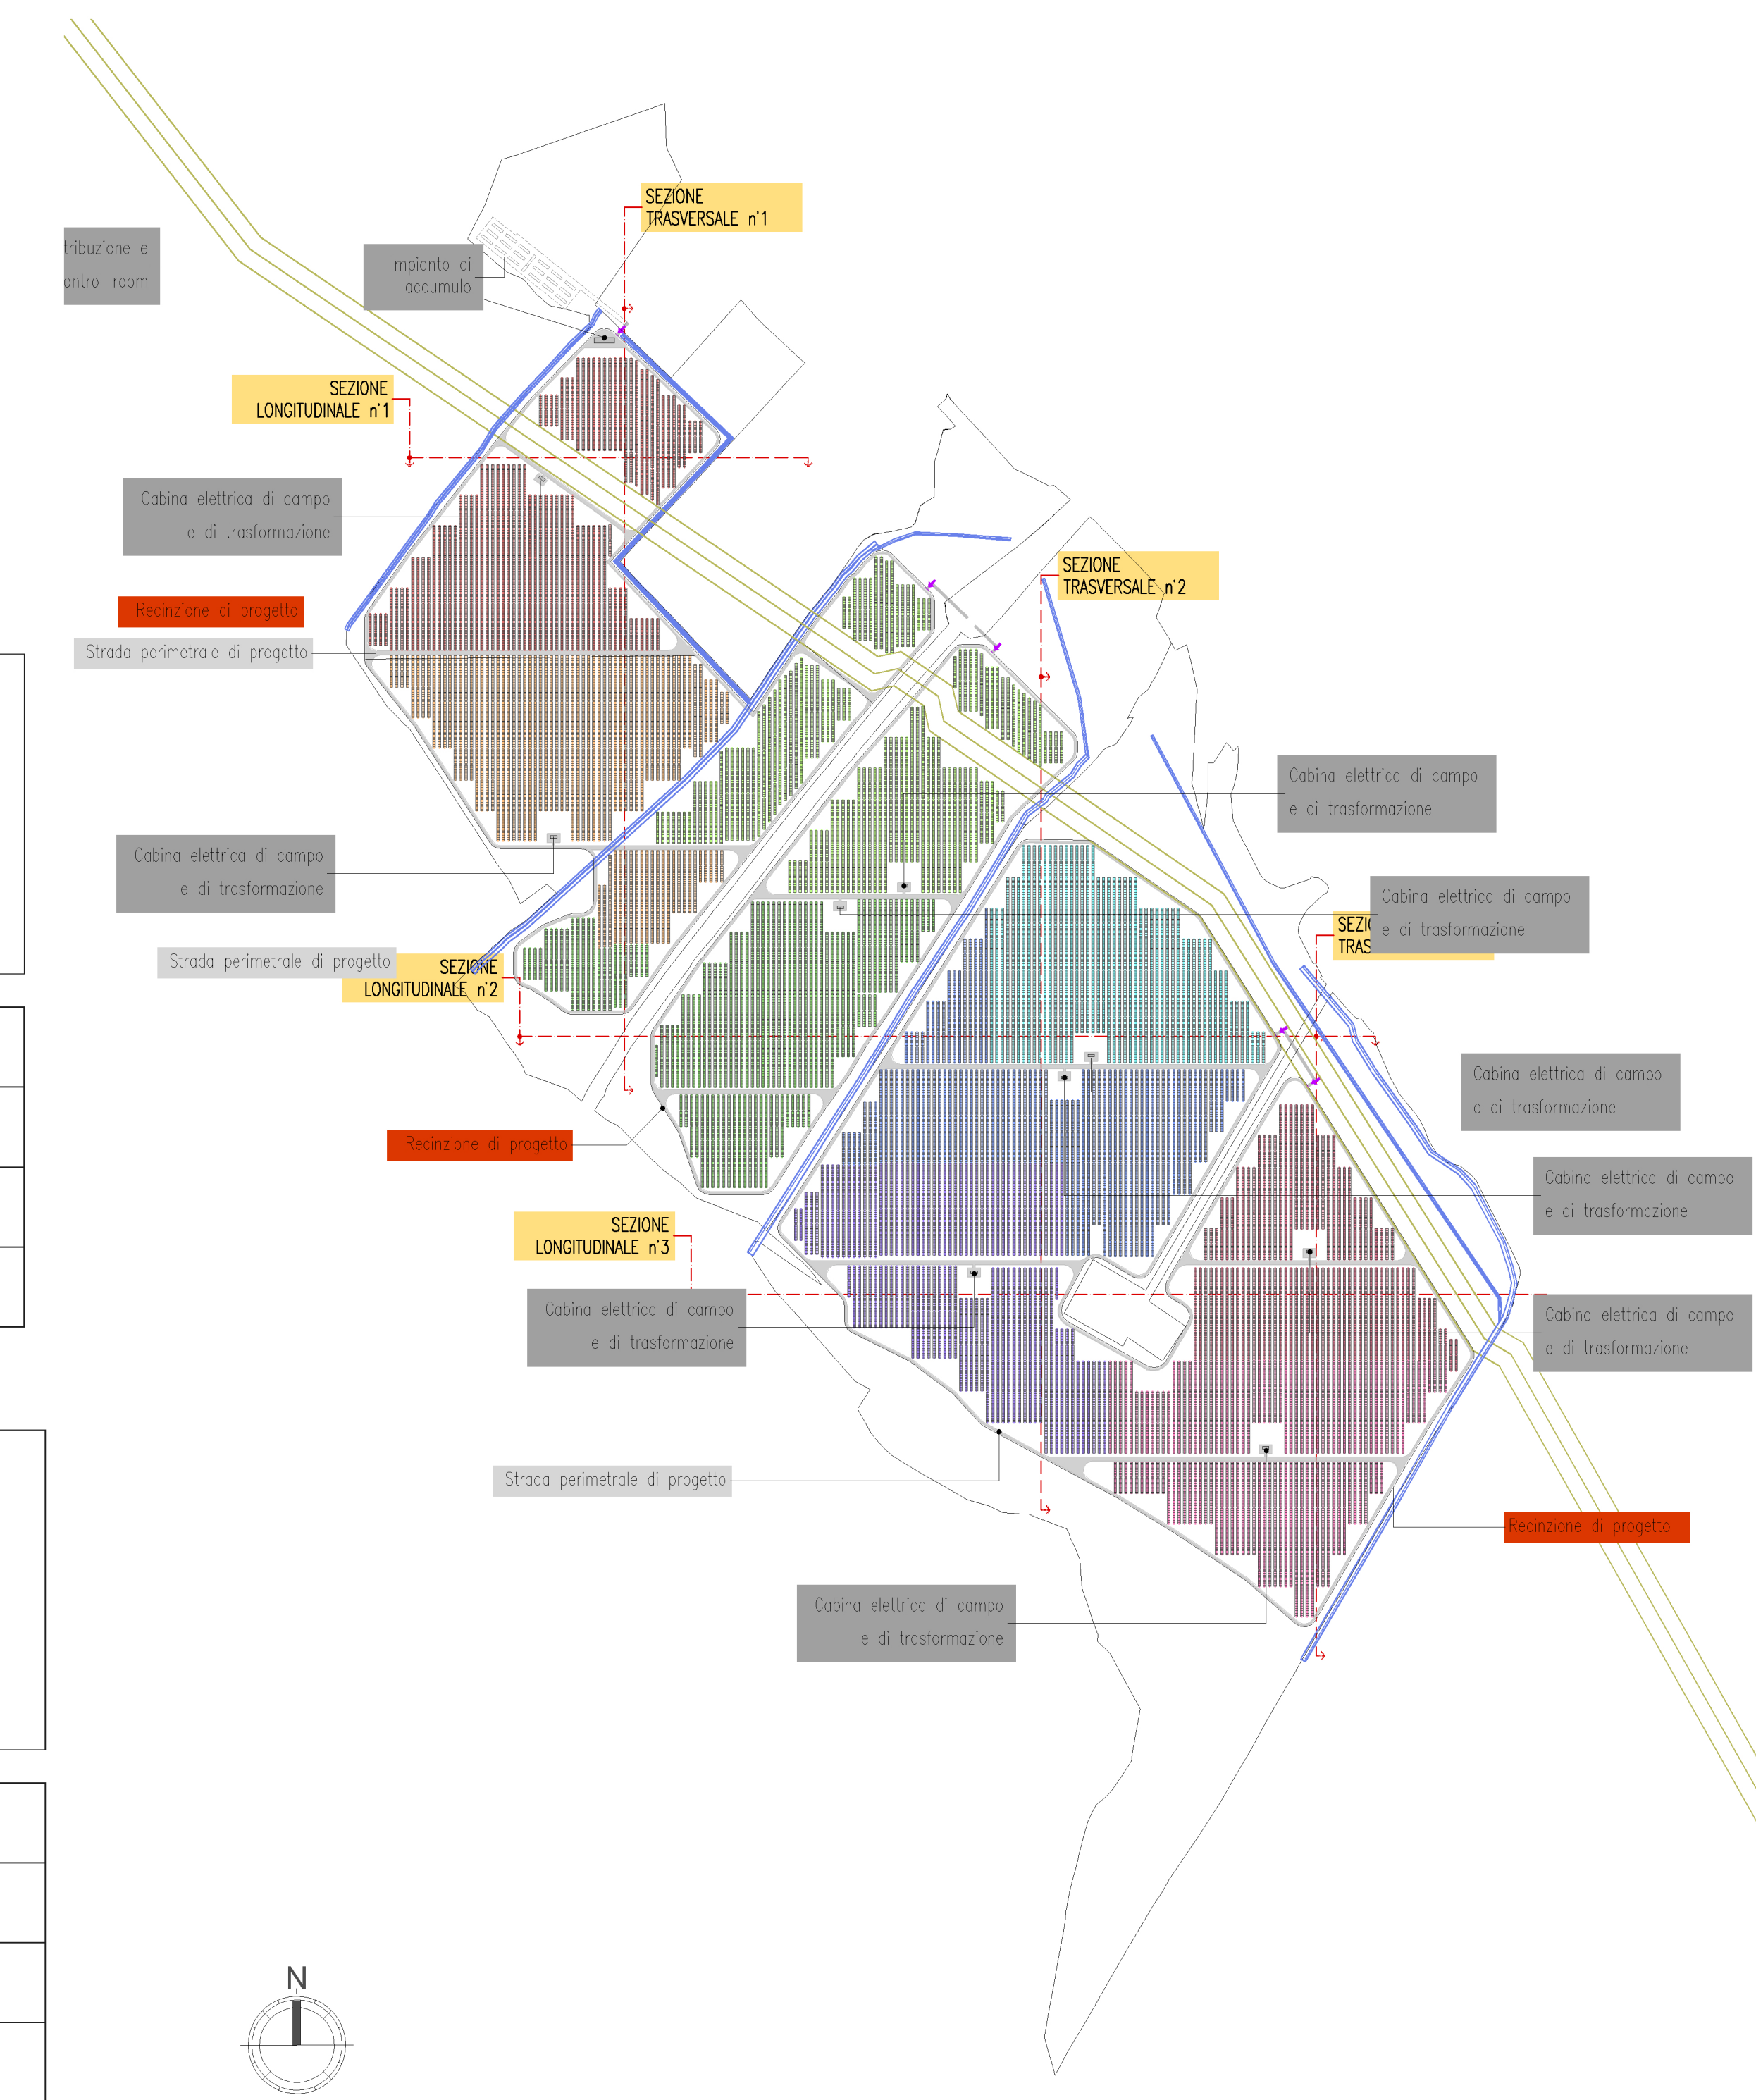 SEZIONE
TRASVERSALE n°1
tribuzione e
ontrol room
Impianto di
accumulo
SEZIONE
LONGITUDINALE n°1
Cabina elettrica di campo
e di trasformazione
SEZIONE
TRASVERSALE n°2
Recinzione di progetto
Strada perimetrale di progetto
Cabina elettrica di campo
e di trasformazione
Cabina elettrica di campo
e di trasformazione
Cabina elettrica di campo
e di trasformazione
SEZI
TRAS
Strada perimetrale di progetto
SEZIONE
LONGITUDINALE n°2
Cabina elettrica di campo
e di trasformazione
Recinzione di progetto
Cabina elettrica di campo
e di trasformazione
SEZIONE
LONGITUDINALE n°3
Cabina elettrica di campo
e di trasformazione
Cabina elettrica di campo
e di trasformazione
Strada perimetrale di progetto
Recinzione di progetto
Cabina elettrica di campo
e di trasformazione
N